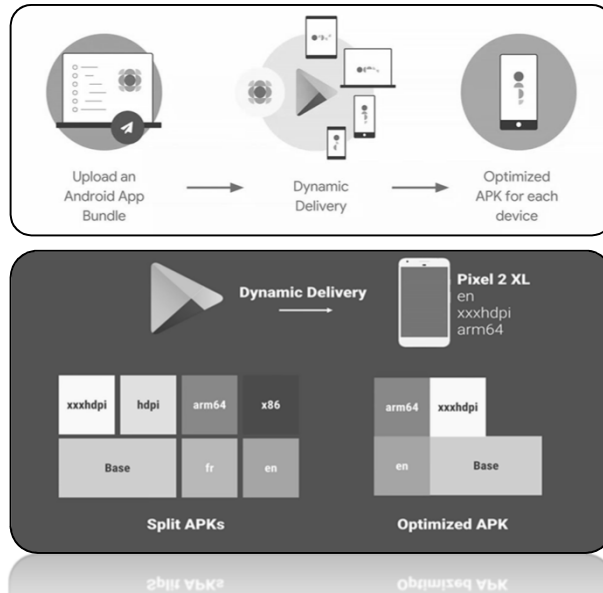 Upload an
Android App
Bundle
Dynamic
Delivery
Optimized
APK for each
device
Dynamic Delivery
Pixel 2 XL
en
xxxhdpi
arm64
xxxhdpi hdpi arm64 x86
Base fr en
Split APKs
arm64 xxxhdpi
en Base
Optimized APK